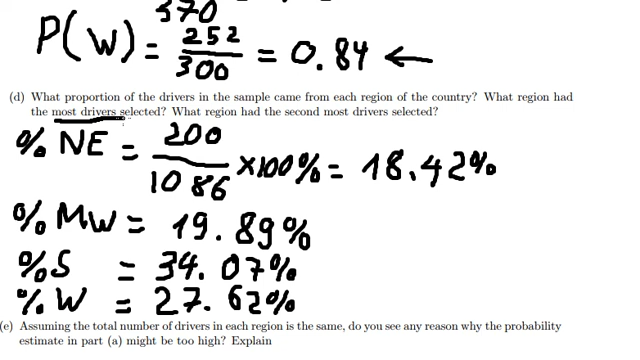 370
P(W) = 252/300 = 0.84 ←
(d) What proportion of the drivers in the sample came from each region of the country? What region had
the most drivers selected? What region had the second most drivers selected?
% NE = 200/1086 ×100% = 18.42%
% MW = 19.89%
% S = 34.07%
% W = 27.62%
(e) Assuming the total number of drivers in each region is the same, do you see any reason why the probability
estimate in part (a) might be too high? Explain